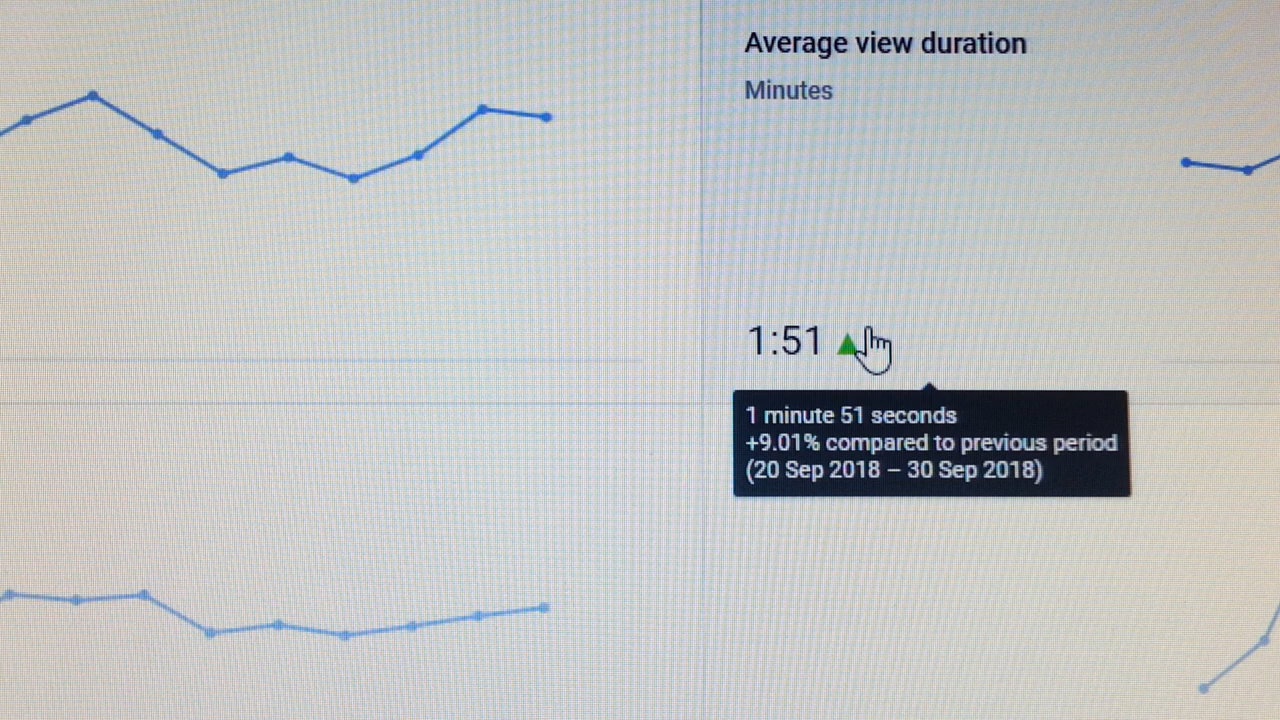 Average view duration
Minutes
1:51
1 minute 51 seconds
+9.01% compared to previous period
(20 Sep 2018 – 30 Sep 2018)